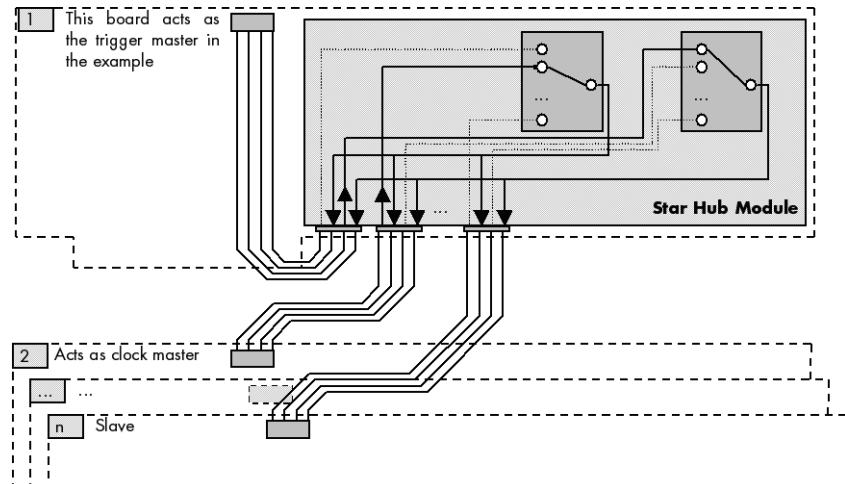 1 This board acts as
the trigger master in
the example
...
...
...
Star Hub Module
2 Acts as clock master
... ...
n Slave